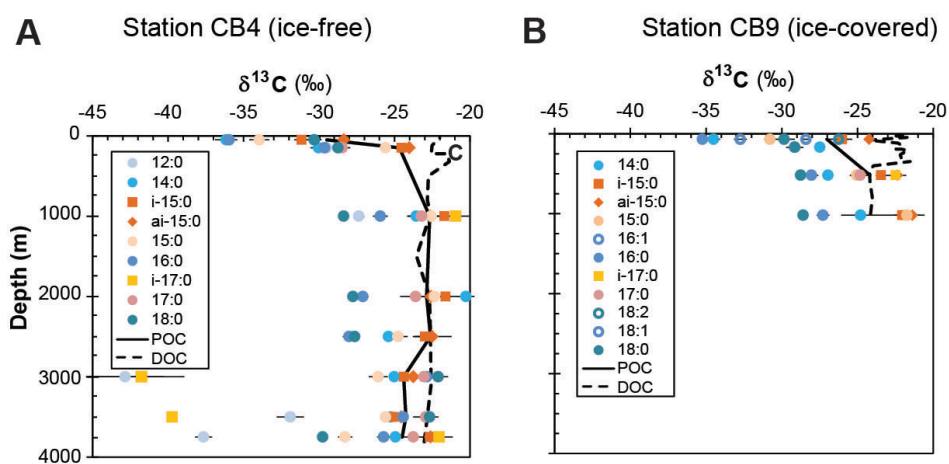 A Station CB4 (ice-free)
δ¹³C (‰)
-45 -40 -35 -30 -25 -20
Depth (m)
0
1000
2000
3000
4000
12:0
14:0
i-15:0
ai-15:0
15:0
16:0
i-17:0
17:0
18:0
POC
DOC
C
B Station CB9 (ice-covered)
δ¹³C (‰)
-45 -40 -35 -30 -25 -20
14:0
i-15:0
ai-15:0
15:0
16:1
16:0
i-17:0
17:0
18:2
18:1
18:0
POC
DOC